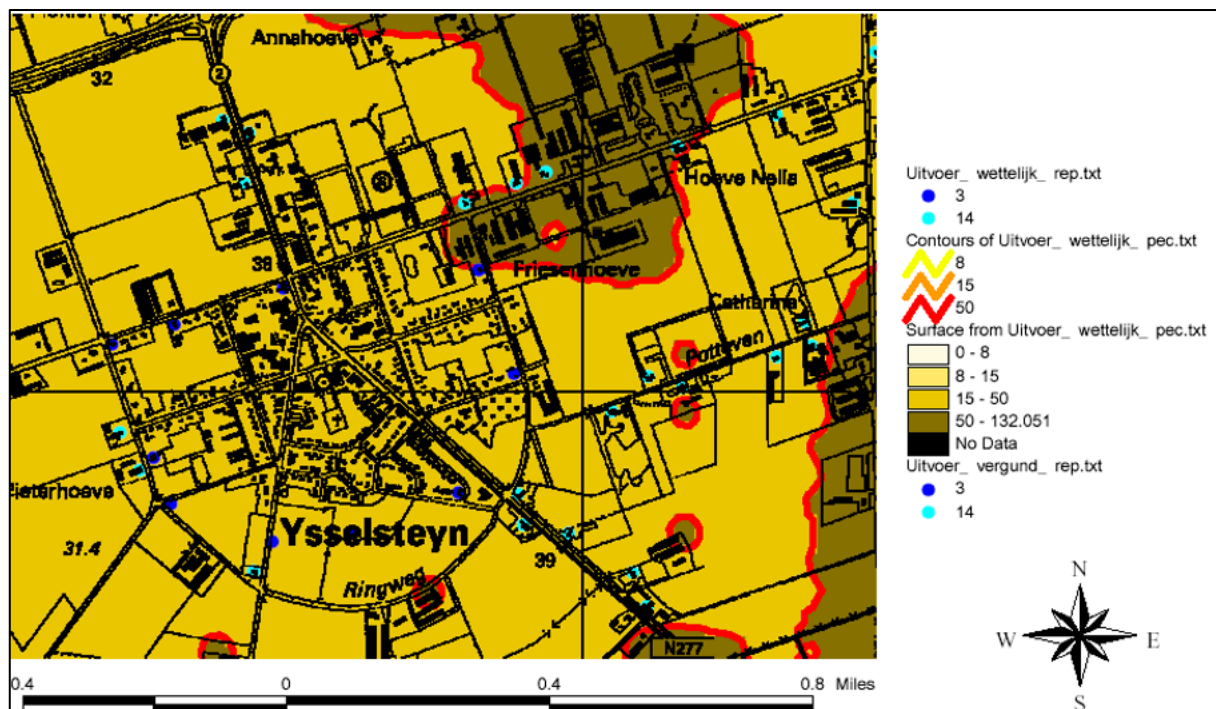 Annahoeve
32
2
Hoeve Nella
38
Friesenhoeve
Catharina
Potteven
Ysselsteyn
31.4
39
Ringweg
N277
Uitvoer_ wettelijk_ rep.txt
3
14
Contours of Uitvoer_ wettelijk_ pec.txt
8
15
50
Surface from Uitvoer_ wettelijk_ pec.txt
0 - 8
8 - 15
15 - 50
50 - 132.051
No Data
Uitvoer_ vergund_ rep.txt
3
14
N
W E
S
0.4 0 0.4 0.8 Miles